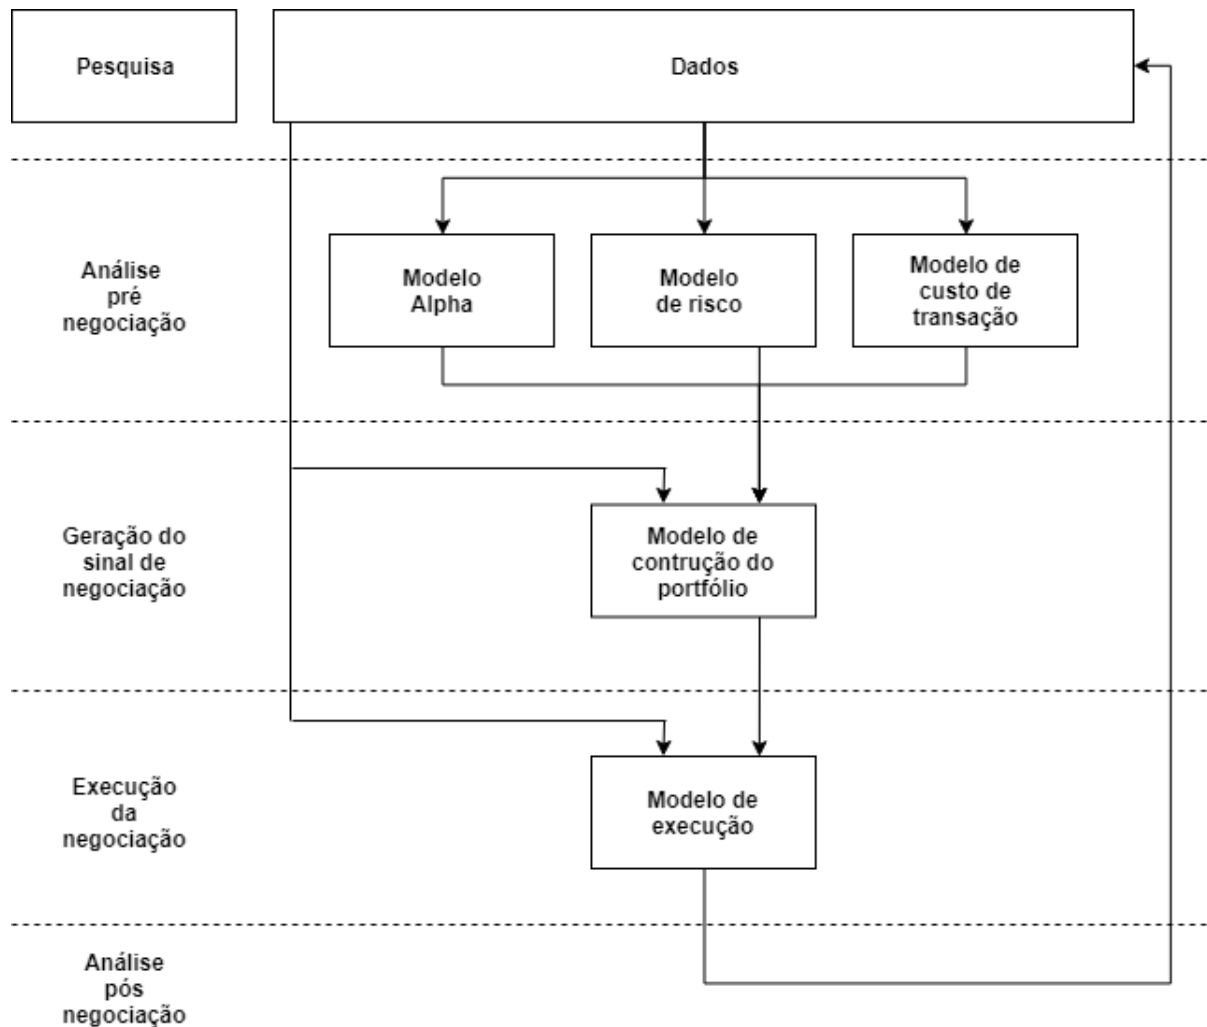 Pesquisa
Dados
Análise
pré
negociação
Modelo
Alpha
Modelo
de risco
Modelo de
custo de
transação
Geração do
sinal de
negociação
Modelo de
contrução do
portfólio
Execução
da
negociação
Modelo de
execução
Análise
pós
negociação